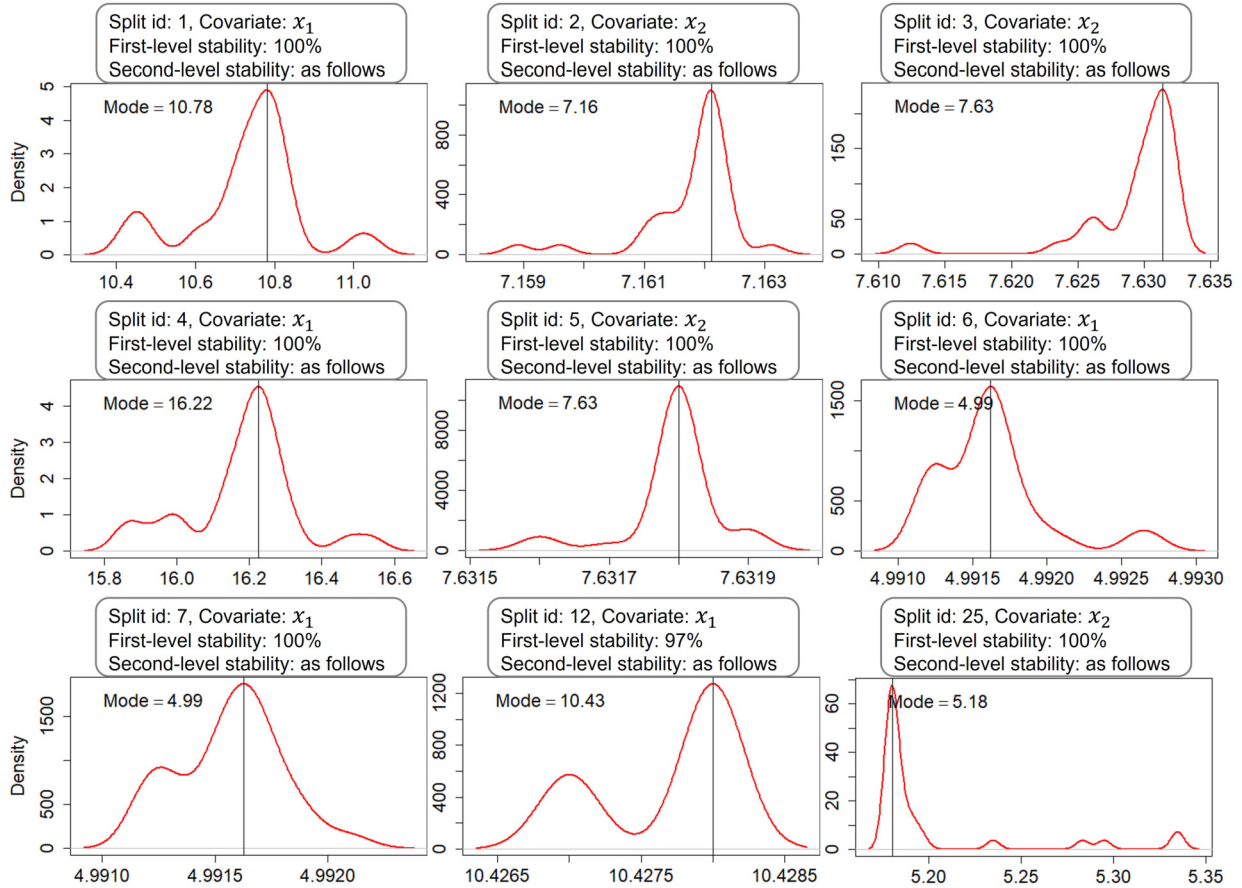 Split id: 1, Covariate: x₁
First-level stability: 100%
Second-level stability: as follows
Mode = 10.78
Density
0
1
2
3
4
5
10.4
10.6
10.8
11.0
Split id: 2, Covariate: x₂
First-level stability: 100%
Second-level stability: as follows
Mode = 7.16
0
400
800
7.159
7.161
7.163
Split id: 3, Covariate: x₂
First-level stability: 100%
Second-level stability: as follows
Mode = 7.63
0
50
150
7.610
7.615
7.620
7.625
7.630
7.635
Split id: 4, Covariate: x₁
First-level stability: 100%
Second-level stability: as follows
Mode = 16.22
Density
0
1
2
3
4
15.8
16.0
16.2
16.4
16.6
Split id: 5, Covariate: x₂
First-level stability: 100%
Second-level stability: as follows
Mode = 7.63
0
4000
8000
7.6315
7.6317
7.6319
Split id: 6, Covariate: x₁
First-level stability: 100%
Second-level stability: as follows
Mode = 4.99
0
500
1500
4.9910
4.9915
4.9920
4.9925
4.9930
Split id: 7, Covariate: x₁
First-level stability: 100%
Second-level stability: as follows
Mode = 4.99
Density
0
500
1500
4.9910
4.9915
4.9920
Split id: 12, Covariate: x₁
First-level stability: 97%
Second-level stability: as follows
Mode = 10.43
0
400
800
1200
10.4265
10.4275
10.4285
Split id: 25, Covariate: x₂
First-level stability: 100%
Second-level stability: as follows
Mode = 5.18
0
20
40
60
5.20
5.25
5.30
5.35